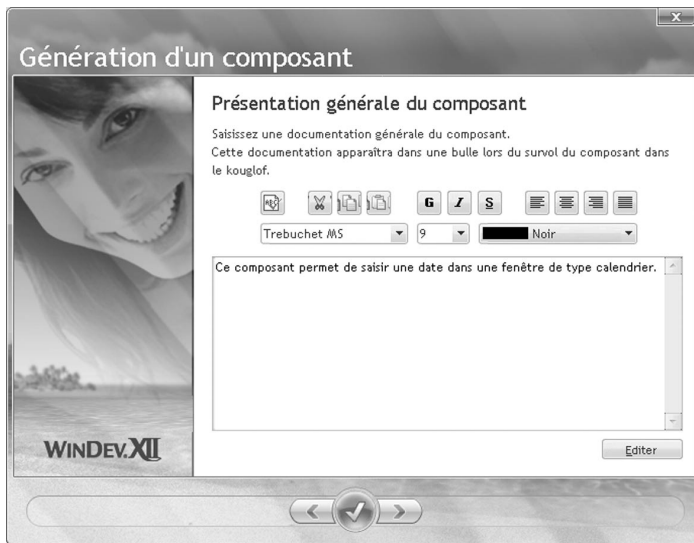 Génération d'un composant
Présentation générale du composant
Saisissez une documentation générale du composant.
Cette documentation apparaîtra dans une bulle lors du survol du composant dans
le kouglof.
ABC
G I S
Trebuchet MS 9 Noir
Ce composant permet de saisir une date dans une fenêtre de type calendrier.
Editer
WINDEV.XII